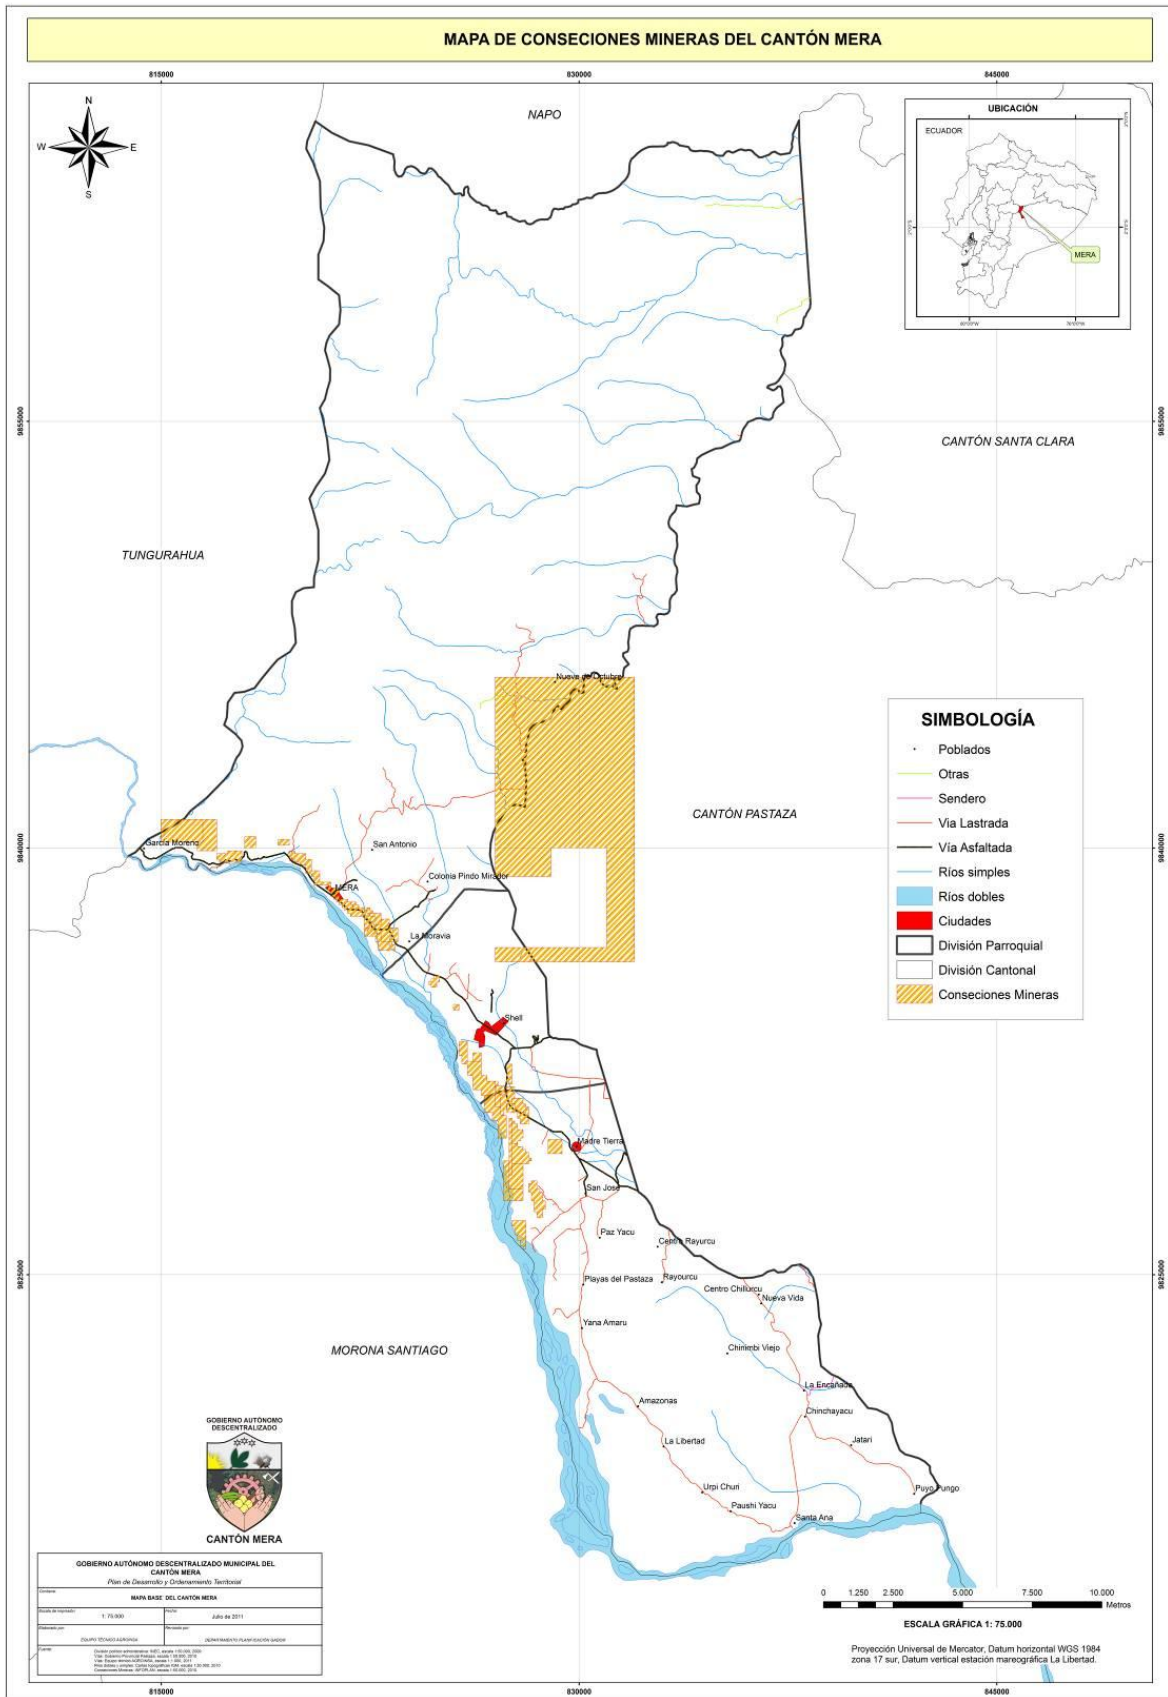 MAPA DE CONSECIONES MINERAS DEL CANTÓN MERA
815000
830000
845000
N
W
E
S
NAPO
UBICACIÓN
ECUADOR
MERA
80°00'W
9855000
9855000
CANTÓN SANTA CLARA
TUNGURAHUA
Nueve de Octubre
SIMBOLOGÍA
Poblados
Otras
Sendero
Via Lastrada
Vía Asfaltada
Ríos simples
Ríos dobles
Ciudades
División Parroquial
División Cantonal
Conseciones Mineras
CANTÓN PASTAZA
9840000
9840000
García Moreno
San Antonio
Colonia Pindo Mirador
MERA
La Moravia
Shell
Madre Tierra
San José
Paz Yacu
Centro Rayurcu
9825000
9825000
Playas del Pastaza
Rayourcu
Centro Chillurcu
Nueva Vida
Yana Amaru
MORONA SANTIAGO
Chinimbi Viejo
La Encañada
Amazonas
Chinchayacu
La Libertad
Jatari
Urpi Churi
Puyo Pungo
Paushi Yacu
Santa Ana
GOBIERNO AUTÓNOMO
DESCENTRALIZADO
CANTÓN MERA
GOBIERNO AUTÓNOMO DESCENTRALIZADO MUNICIPAL DEL
CANTÓN MERA
Plan de Desarrollo y Ordenamiento Territorial
MAPA BASE DEL CANTÓN MERA
1: 75.000
Julio de 2011
0 1.250 2.500 5.000 7.500 10.000
Metros
ESCALA GRÁFICA 1: 75.000
Proyección Universal de Mercator, Datum horizontal WGS 1984
zona 17 sur, Datum vertical estación mareográfica La Libertad.
815000
830000
845000